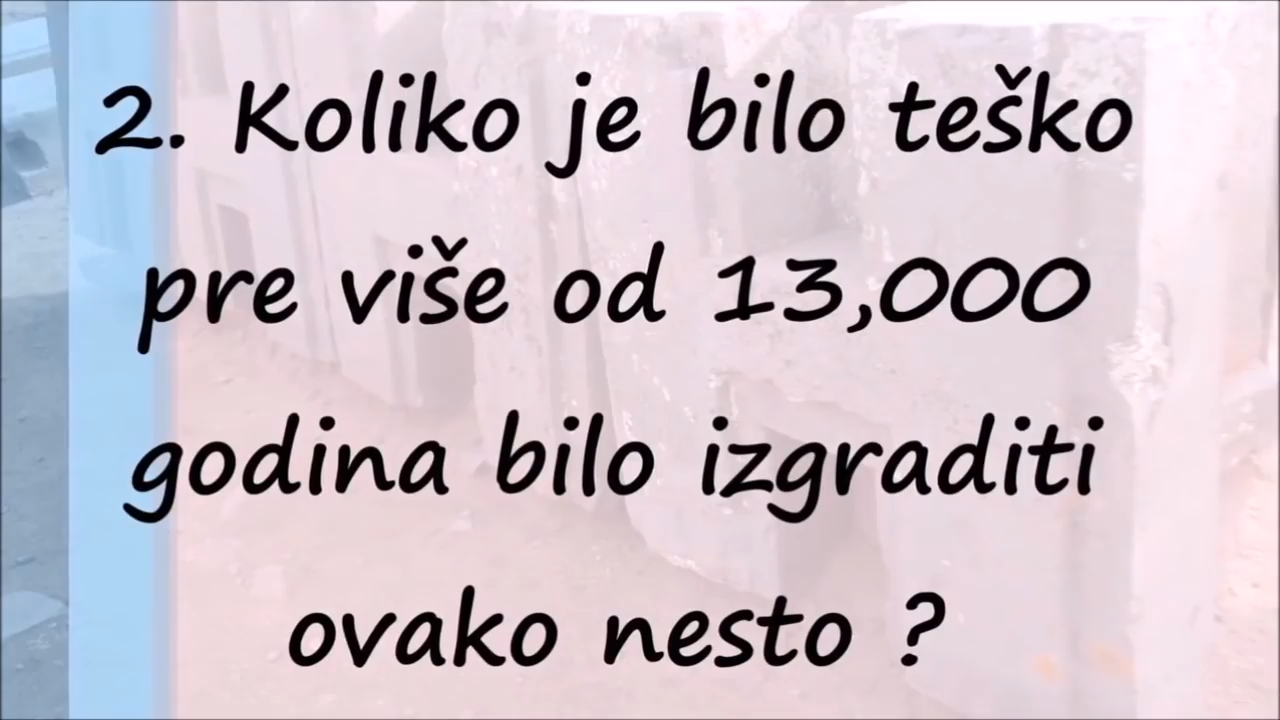 2. Koliko je bilo teško
pre više od 13,000
godina bilo izgraditi
ovako nesto ?